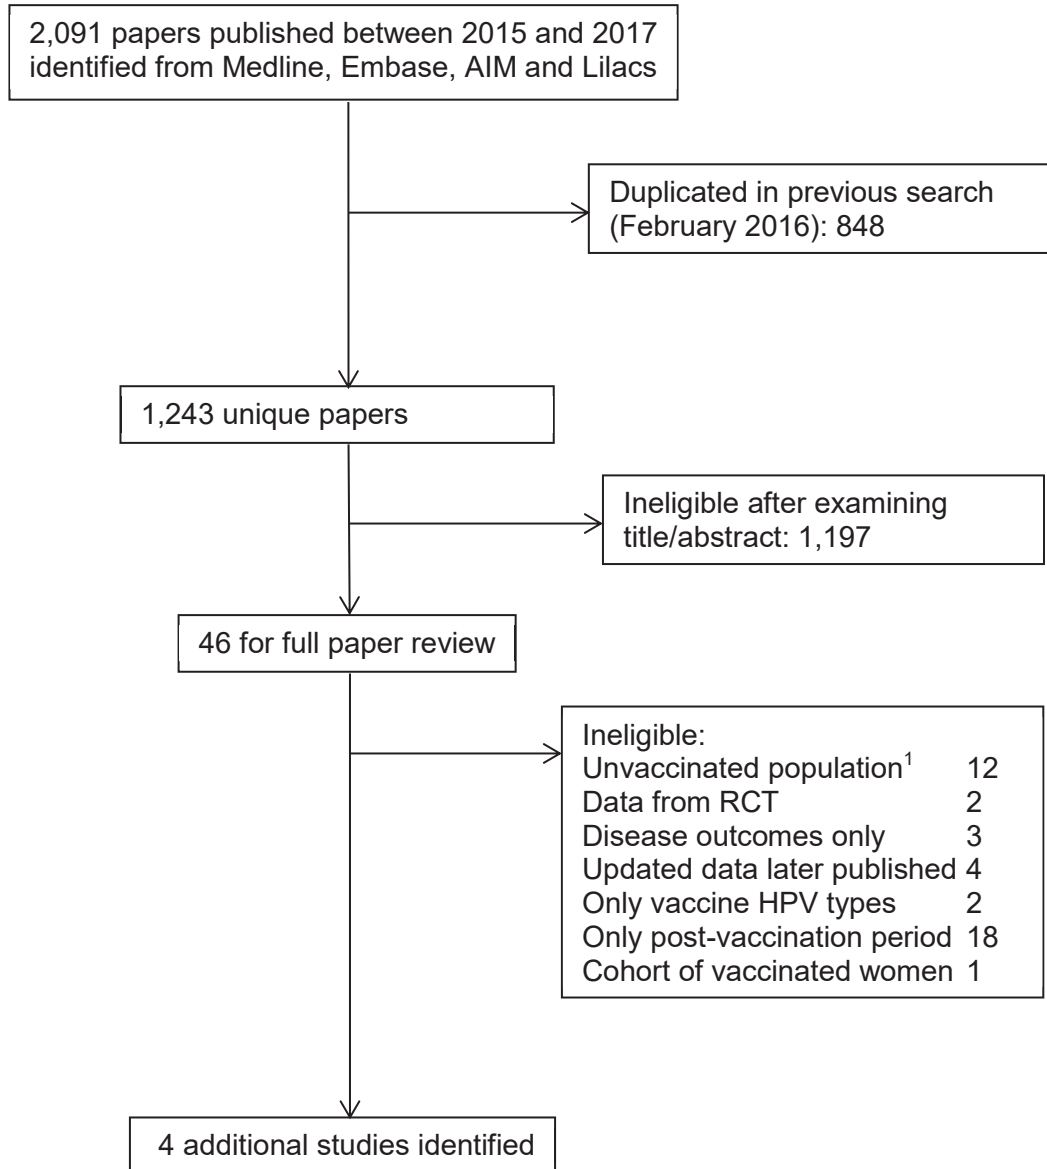 2,091 papers published between 2015 and 2017
identified from Medline, Embase, AIM and Lilacs
Duplicated in previous search
(February 2016): 848
1,243 unique papers
Ineligible after examining
title/abstract: 1,197
46 for full paper review
Ineligible:
Unvaccinated population¹ 12
Data from RCT 2
Disease outcomes only 3
Updated data later published 4
Only vaccine HPV types 2
Only post-vaccination period 18
Cohort of vaccinated women 1
4 additional studies identified